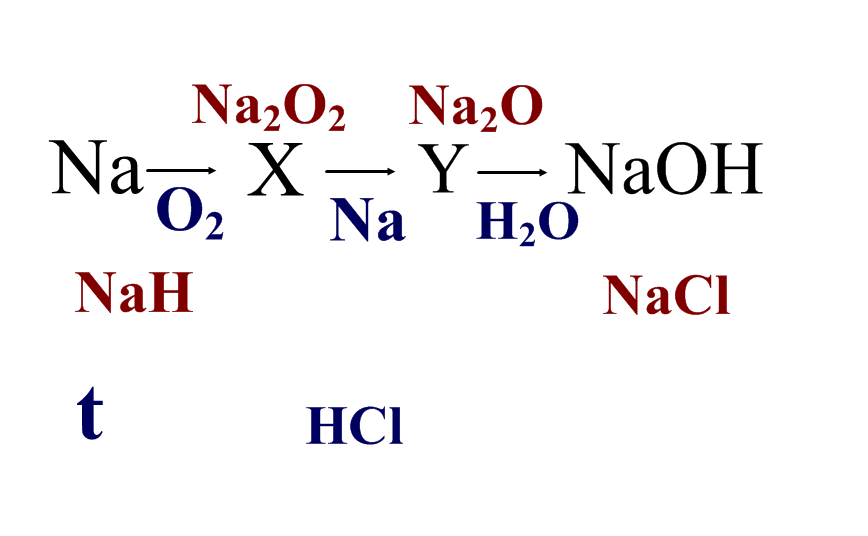 Na₂O₂ Na₂O
Na → X → Y → NaOH
O₂ Na H₂O
NaH NaCl
t HCl